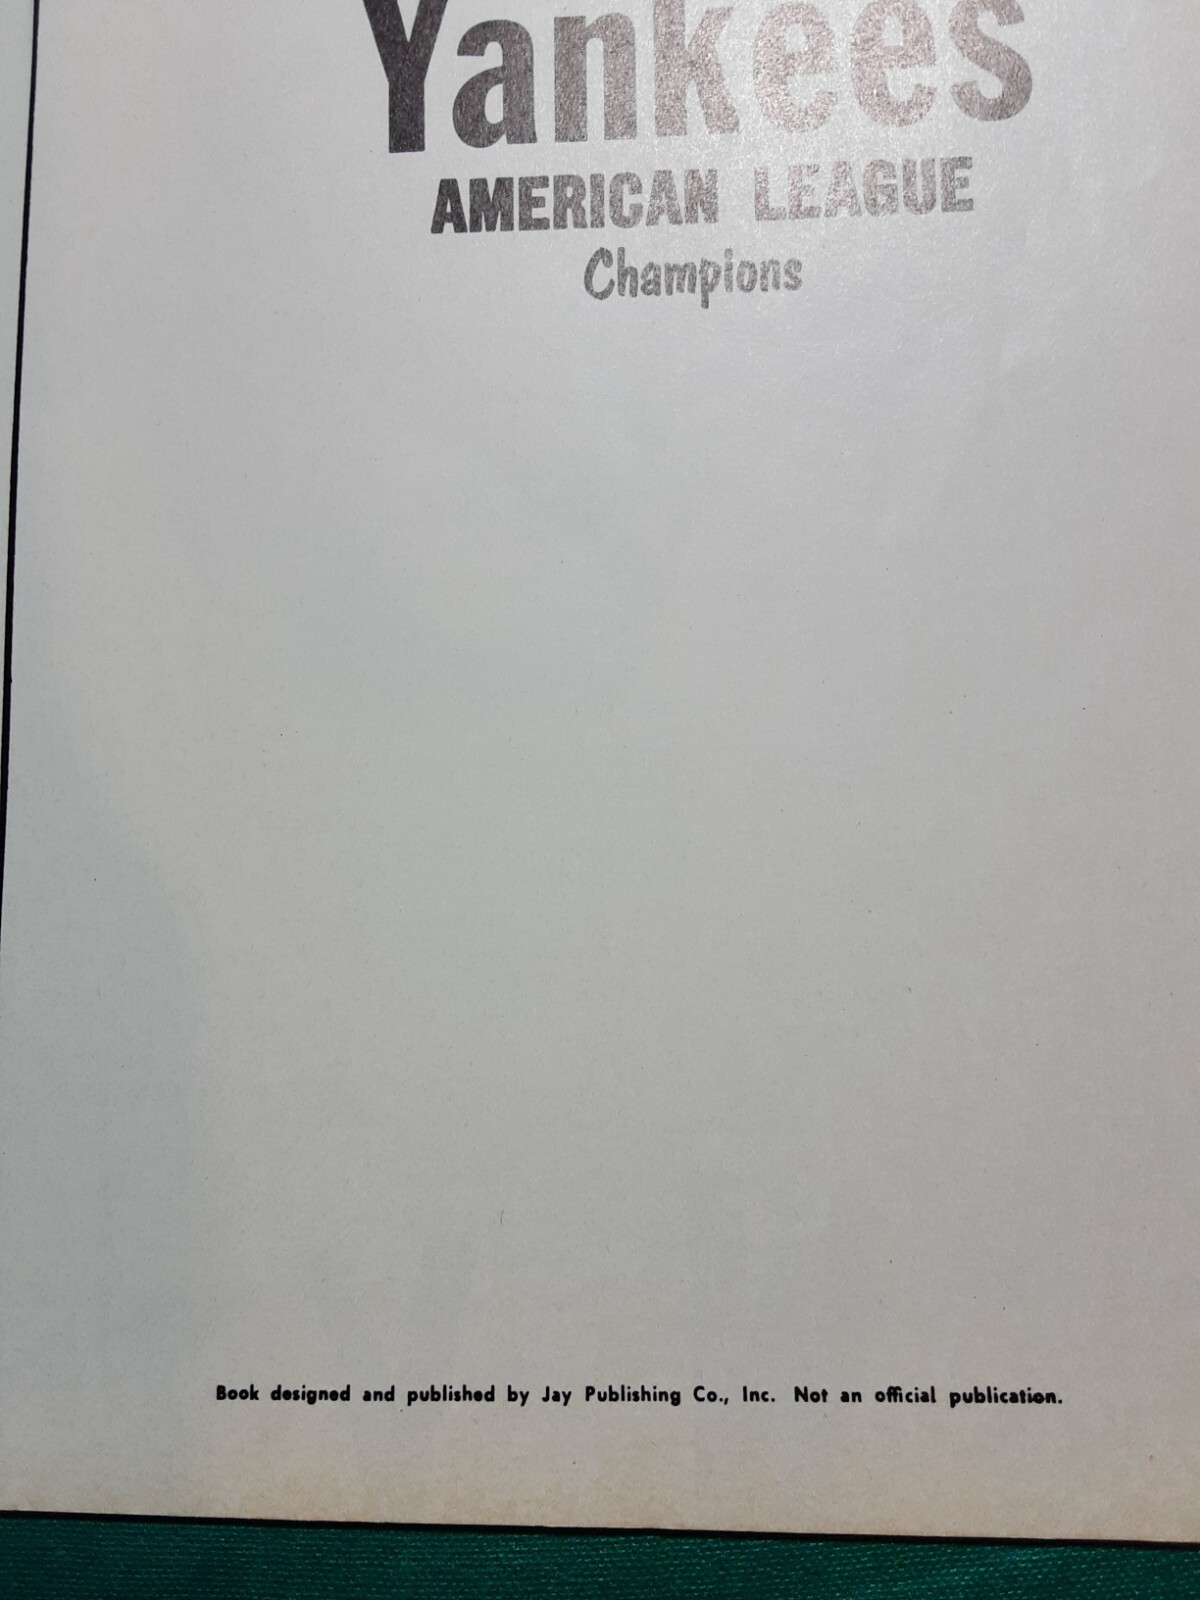 Yankees
AMERICAN LEAGUE
Champions
Book designed and published by Jay Publishing Co., Inc. Not an official publication.